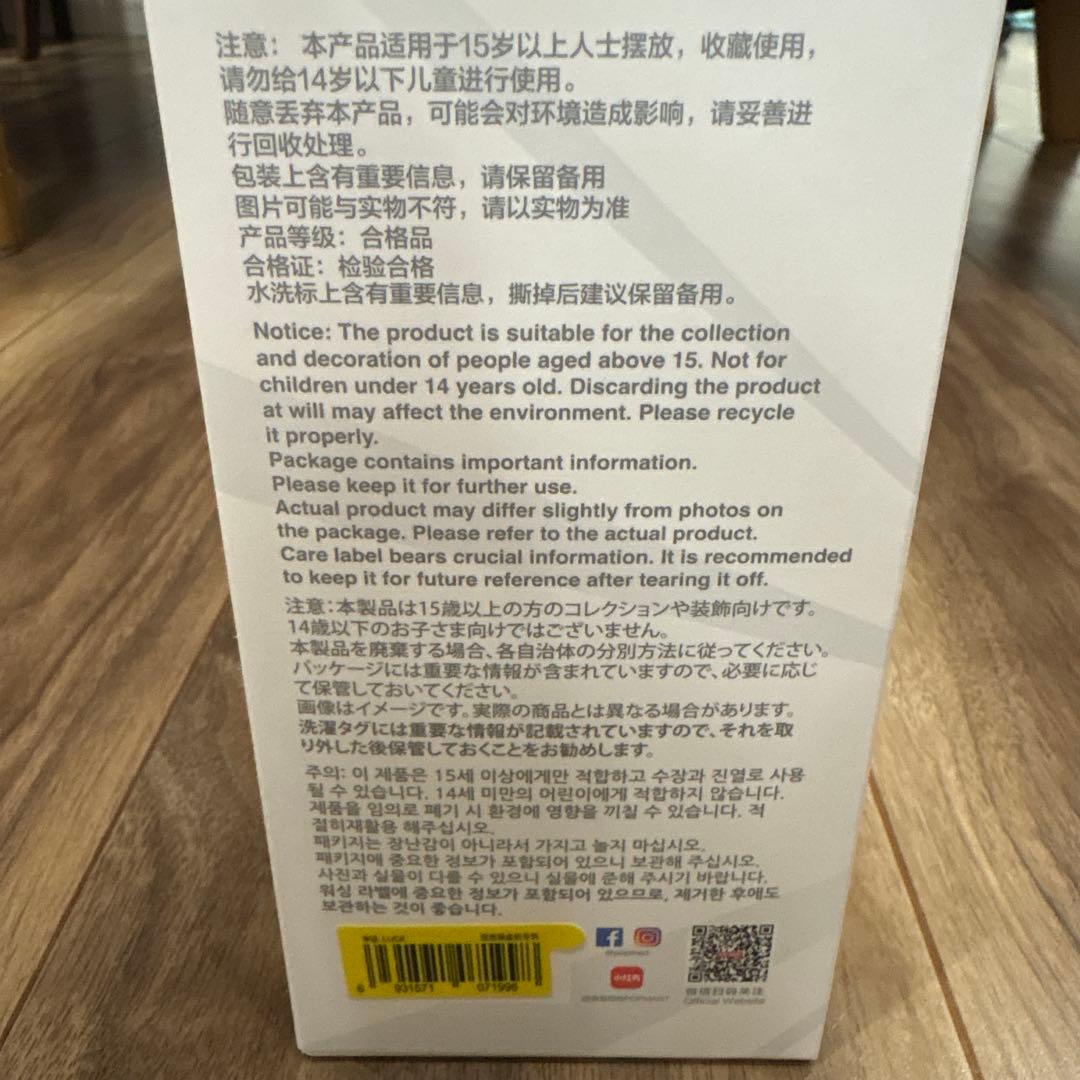 注意： 本产品适用于15岁以上人士摆放，收藏使用，
请勿给14岁以下儿童进行使用。
随意丢弃本产品，可能会对环境造成影响，请妥善进
行回收处理。
包装上含有重要信息，请保留备用
图片可能与实物不符，请以实物为准
产品等级：合格品
合格证：检验合格
水洗标上含有重要信息，撕掉后建议保留备用。
Notice: The product is suitable for the collection
and decoration of people aged above 15. Not for
children under 14 years old. Discarding the product
at will may affect the environment. Please recycle
it properly.
Package contains important information.
Please keep it for further use.
Actual product may differ slightly from photos on
the package. Please refer to the actual product.
Care label bears crucial information. It is recommended
to keep it for future reference after tearing it off.
注意：本製品は15歳以上の方のコレクションや装飾向けです。
14歳以下のお子さま向けではございません。
本製品を廃棄する場合、各自治体の分別方法に従ってください。
パッケージには重要な情報が含まれていますので、必要に応じ
て保管しておいてください。
画像はイメージです。実際の商品とは異なる場合があります。
洗濯タグには重要な情報が記載されていますので、それを取
り外した後保管しておくことをお勧めします。
주의: 이 제품은 15세 이상에게만 적합하고 수장과 진열로 사용
될 수 있습니다. 14세 미만의 어린이에게 적합하지 않습니다.
제품을 임의로 폐기 시 환경에 영향을 끼칠 수 있습니다. 적
절히재활용 해주십시오.
패키지는 장난감이 아니라서 가지고 놀지 마십시오.
패키지에 중요한 정보가 포함되어 있으니 보관해 주십시오.
사진과 실물이 다를 수 있으니 실물에 준해 주시기 바랍니다.
워싱 라벨에 중요한 정보가 포함되어 있으므로, 제거한 후에도
보관하는 것이 좋습니다.
6 931571 071996
小红书
微信扫码关注
Official Website